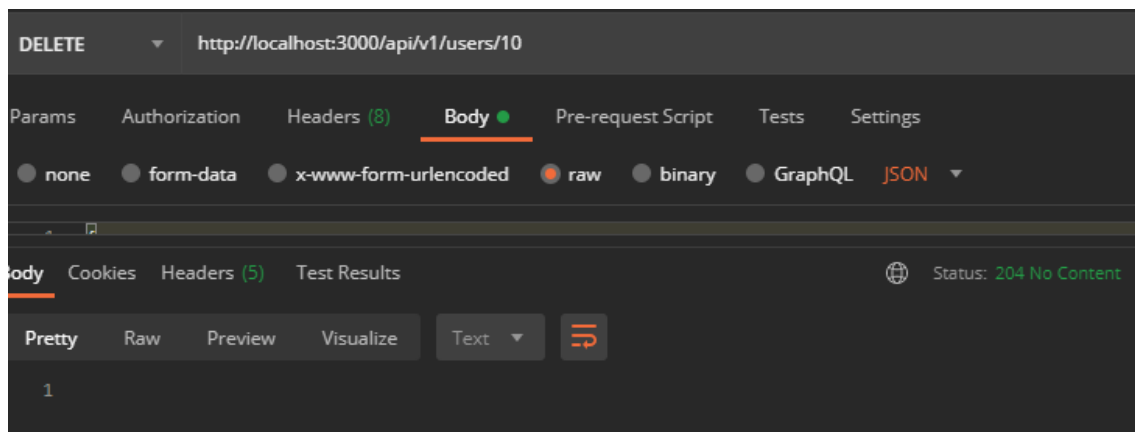 DELETE http://localhost:3000/api/v1/users/10
Params Authorization Headers (8) Body Pre-request Script Tests Settings
none form-data x-www-form-urlencoded raw binary GraphQL JSON
Body Cookies Headers (5) Test Results Status: 204 No Content
Pretty Raw Preview Visualize Text
1